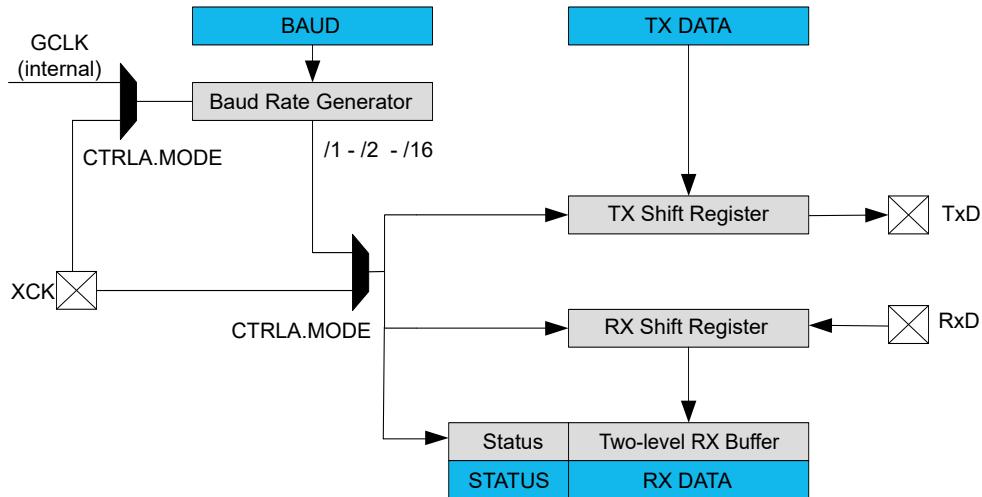 BAUD
TX DATA
GCLK
(internal)
Baud Rate Generator
CTRLA.MODE
/1 - /2 - /16
TX Shift Register
TxD
XCK
CTRLA.MODE
RX Shift Register
RxD
Status
Two-level RX Buffer
STATUS
RX DATA